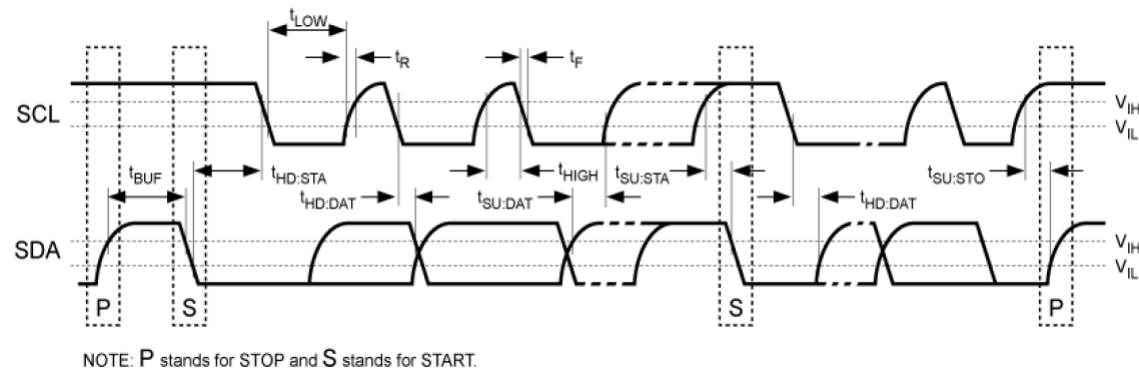 tLOW
tR
tF
SCL
VIH
VIL
tBUF
tHD:STA
tHD:DAT
tSU:DAT
tHIGH
tSU:STA
tHD:DAT
tSU:STO
SDA
VIH
VIL
P
S
S
P
NOTE: P stands for STOP and S stands for START.